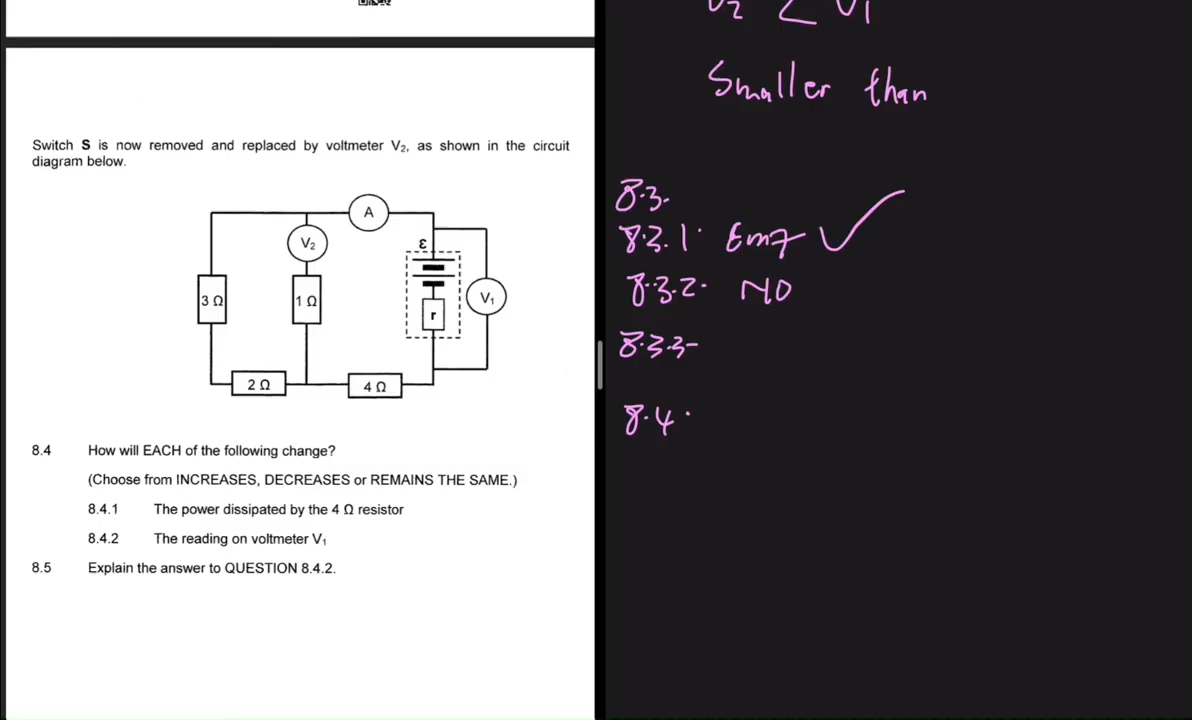 Switch S is now removed and replaced by voltmeter V₂, as shown in the circuit
diagram below.
A
V₂
ε
3 Ω
1 Ω
r
V₁
2 Ω
4 Ω
8.4 How will EACH of the following change?
(Choose from INCREASES, DECREASES or REMAINS THE SAME.)
8.4.1 The power dissipated by the 4 Ω resistor
8.4.2 The reading on voltmeter V₁
8.5 Explain the answer to QUESTION 8.4.2.
V₂ < V₁
Smaller than
8.3.
8.3.1. Emf ✓
8.3.2. NO
8.3.3-
8.4.